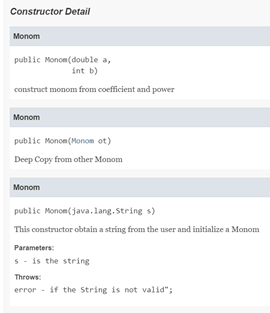 Constructor Detail
Monom
public Monom(double a,
int b)
construct monom from coefficient and power
Monom
public Monom(Monom ot)
Deep Copy from other Monom
Monom
public Monom(java.lang.String s)
This constructor obtain a string from the user and initialize a Monom
Parameters:
s - is the string
Throws:
error - if the String is not valid";